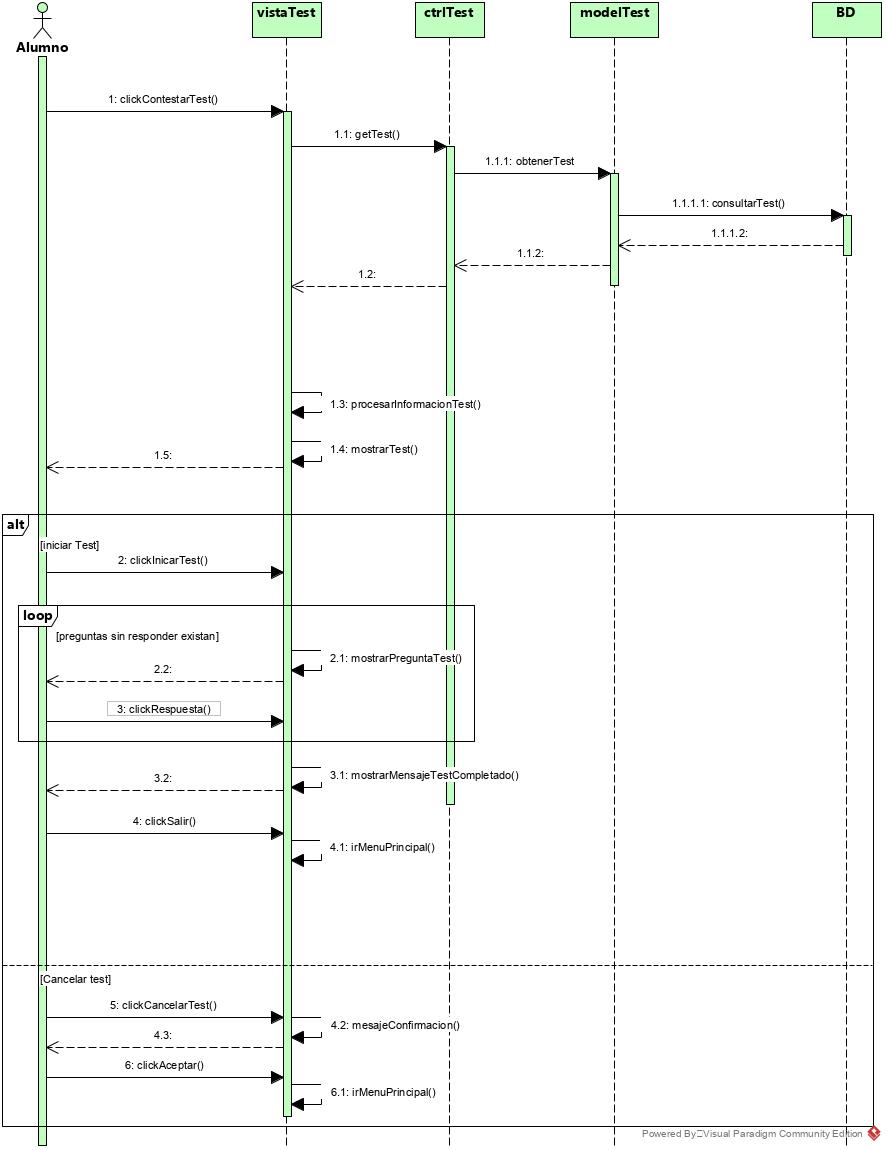 Alumno
vistaTest
ctrlTest
modelTest
BD
1: clickContestarTest()
1.1: getTest()
1.1.1: obtenerTest
1.1.1.1: consultarTest()
1.1.1.2:
1.1.2:
1.2:
1.3: procesarInformacionTest()
1.4: mostrarTest()
1.5:
alt
[iniciar Test]
2: clickInicarTest()
loop
[preguntas sin responder existan]
2.1: mostrarPreguntaTest()
2.2:
3: clickRespuesta()
3.1: mostrarMensajeTestCompletado()
3.2:
4: clickSalir()
4.1: irMenuPrincipal()
[Cancelar test]
5: clickCancelarTest()
4.2: mesajeConfirmacion()
4.3:
6: clickAceptar()
6.1: irMenuPrincipal()
Powered By Visual Paradigm Community Edition